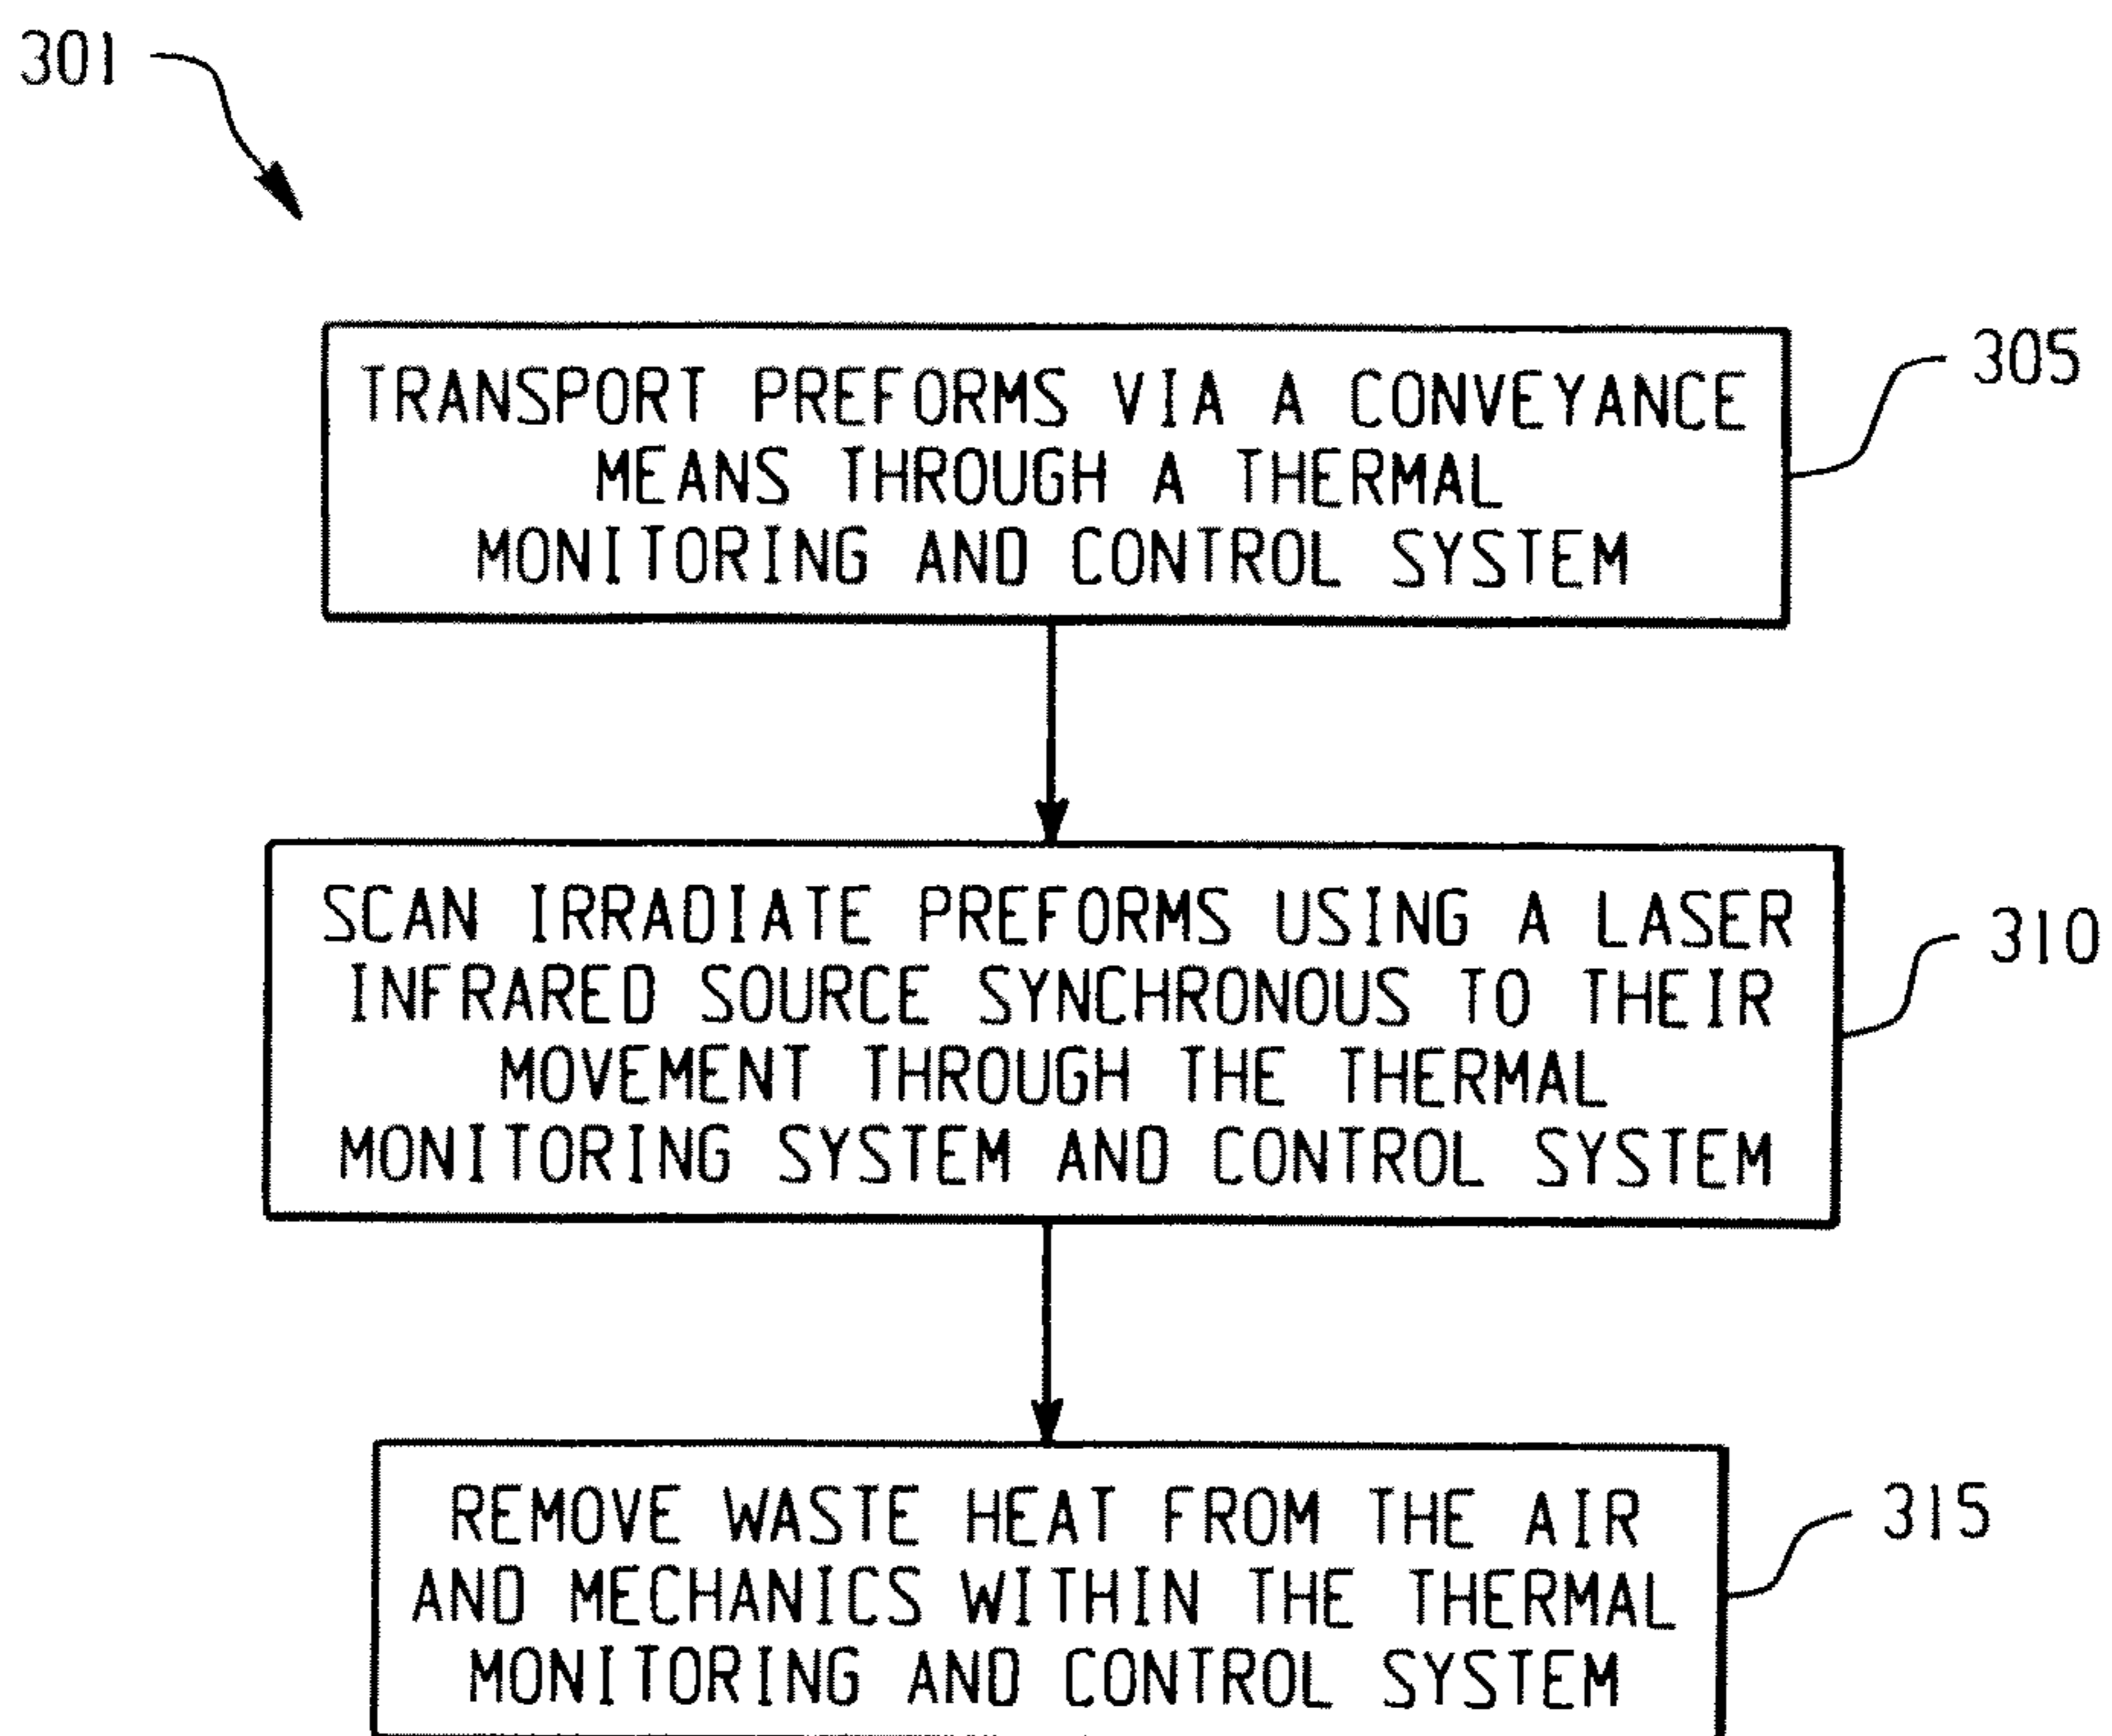 301
TRANSPORT PREFORMS VIA A CONVEYANCE
MEANS THROUGH A THERMAL
MONITORING AND CONTROL SYSTEM
305
SCAN IRRADIATE PREFORMS USING A LASER
INFRARED SOURCE SYNCHRONOUS TO THEIR
MOVEMENT THROUGH THE THERMAL
MONITORING SYSTEM AND CONTROL SYSTEM
310
REMOVE WASTE HEAT FROM THE AIR
AND MECHANICS WITHIN THE THERMAL
MONITORING AND CONTROL SYSTEM
315